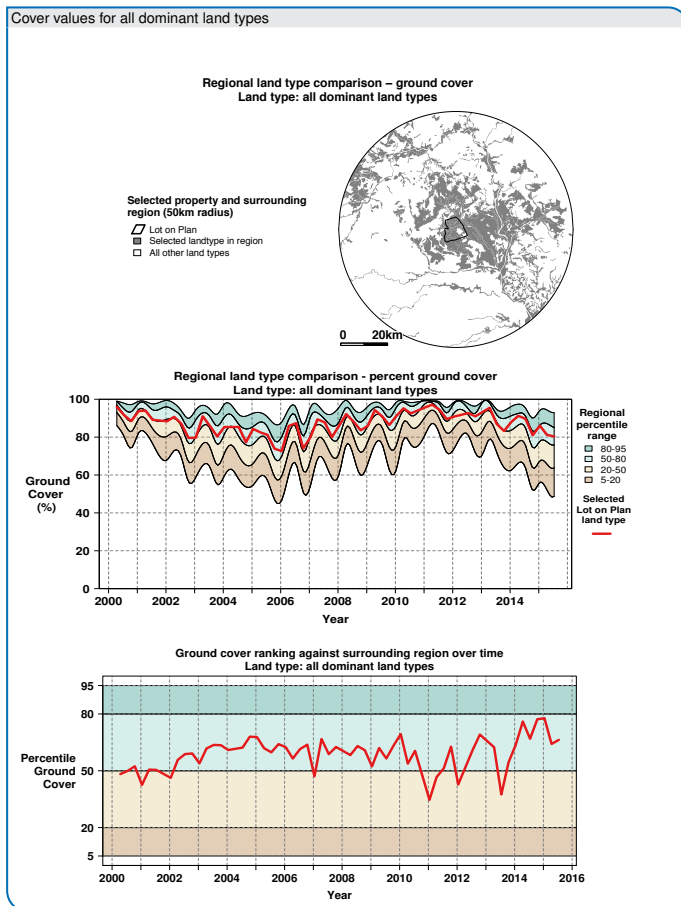 Cover values for all dominant land types
Regional land type comparison – ground cover
Land type: all dominant land types
Selected property and surrounding
region (50km radius)
Lot on Plan
Selected landtype in region
All other land types
0 20km
Regional land type comparison - percent ground cover
Land type: all dominant land types
100
80
60
40
20
0
Ground
Cover
(%)
2000 2002 2004 2006 2008 2010 2012 2014
Year
Regional
percentile
range
80-95
50-80
20-50
5-20
Selected
Lot on Plan
land type
Ground cover ranking against surrounding region over time
Land type: all dominant land types
95
80
50
20
5
Percentile
Ground
Cover
2000 2002 2004 2006 2008 2010 2012 2014 2016
Year